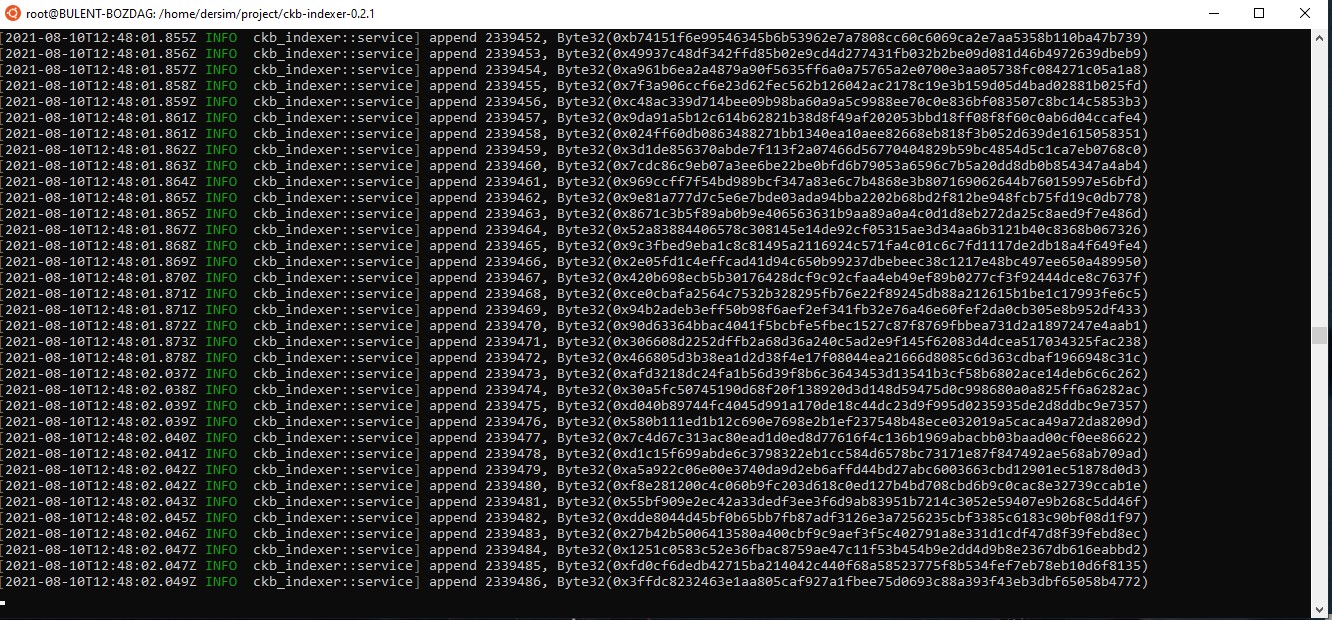 root@BULENT-BOZDAG: /home/dersim/project/ckb-indexer-0.2.1
[2021-08-10T12:48:01.855Z INFO  ckb_indexer::service] append 2339452, Byte32(0xb74151f6e99546345b6b53962e7a7808cc60c6069ca2e7aa5358b110ba47b739)
[2021-08-10T12:48:01.856Z INFO  ckb_indexer::service] append 2339453, Byte32(0x49937c48df342ffd85b02e9cd4d277431fb032b2be09d081d46b4972639dbeb9)
[2021-08-10T12:48:01.857Z INFO  ckb_indexer::service] append 2339454, Byte32(0xa961b6ea2a4879a90f5635ff6a0a75765a2e0700e3aa05738fc084271c05a1a8)
[2021-08-10T12:48:01.858Z INFO  ckb_indexer::service] append 2339455, Byte32(0x7f3a906ccf6e23d62fec562b126042ac2178c19e3b159d05d4bad02881b025fd)
[2021-08-10T12:48:01.859Z INFO  ckb_indexer::service] append 2339456, Byte32(0xc48ac339d714bee09b98ba60a9a5c9988ee70c0e836bf083507c8bc14c5853b3)
[2021-08-10T12:48:01.861Z INFO  ckb_indexer::service] append 2339457, Byte32(0x9da91a5b12c614b62821b38d8f49af202053bbd18ff08f8f60c0ab6d04ccafe4)
[2021-08-10T12:48:01.861Z INFO  ckb_indexer::service] append 2339458, Byte32(0x024ff60db0863488271bb1340ea10aee82668eb818f3b052d639de1615058351)
[2021-08-10T12:48:01.862Z INFO  ckb_indexer::service] append 2339459, Byte32(0x3d1de856370abde7f113f2a07466d56770404829b59bc4854d5c1ca7eb0768c0)
[2021-08-10T12:48:01.863Z INFO  ckb_indexer::service] append 2339460, Byte32(0x7cdc86c9eb07a3ee6be22be0bfd6b79053a6596c7b5a20dd8db0b854347a4ab4)
[2021-08-10T12:48:01.864Z INFO  ckb_indexer::service] append 2339461, Byte32(0x969ccff7f54bd989bcf347a83e6c7b4868e3b807169062644b76015997e56bfd)
[2021-08-10T12:48:01.865Z INFO  ckb_indexer::service] append 2339462, Byte32(0x9e81a777d7c5e6e7bde03ada94bba2202b68bd2f812be948fcb75fd19c0db778)
[2021-08-10T12:48:01.865Z INFO  ckb_indexer::service] append 2339463, Byte32(0x8671c3b5f89ab0b9e406563631b9aa89a0a4c0d1d8eb272da25c8aed9f7e486d)
[2021-08-10T12:48:01.867Z INFO  ckb_indexer::service] append 2339464, Byte32(0x52a83884406578c308145e14de92cf05315ae3d34aa6b3121b40c8368b067326)
[2021-08-10T12:48:01.868Z INFO  ckb_indexer::service] append 2339465, Byte32(0x9c3fbed9eba1c8c81495a2116924c571fa4c01c6c7fd1117de2db18a4f649fe4)
[2021-08-10T12:48:01.869Z INFO  ckb_indexer::service] append 2339466, Byte32(0x2e05fd1c4effcad41d94c650b99237dbebeec38c1217e48bc497ee650a489950)
[2021-08-10T12:48:01.870Z INFO  ckb_indexer::service] append 2339467, Byte32(0x420b698ecb5b30176428dcf9c92cfaa4eb49ef89b0277cf3f92444dce8c7637f)
[2021-08-10T12:48:01.871Z INFO  ckb_indexer::service] append 2339468, Byte32(0xce0cbafa2564c7532b328295fb76e22f89245db88a212615b1be1c17993fe6c5)
[2021-08-10T12:48:01.871Z INFO  ckb_indexer::service] append 2339469, Byte32(0x94b2adeb3eff50b98f6aef2ef341fb32e76a46e60fef2da0cb305e8b952df433)
[2021-08-10T12:48:01.872Z INFO  ckb_indexer::service] append 2339470, Byte32(0x90d63364bbac4041f5bcbfe5fbec1527c87f8769fbbea731d2a1897247e4aab1)
[2021-08-10T12:48:01.873Z INFO  ckb_indexer::service] append 2339471, Byte32(0x306608d2252dffb2a68d36a240c5ad2e9f145f62083d4dcea517034325fac238)
[2021-08-10T12:48:01.878Z INFO  ckb_indexer::service] append 2339472, Byte32(0x466805d3b38ea1d2d38f4e17f08044ea21666d8085c6d363cdbaf1966948c31c)
[2021-08-10T12:48:02.037Z INFO  ckb_indexer::service] append 2339473, Byte32(0xafd3218dc24fa1b56d39f8b6c3643453d13541b3cf58b6802ace14deb6c6c262)
[2021-08-10T12:48:02.038Z INFO  ckb_indexer::service] append 2339474, Byte32(0x30a5fc50745190d68f20f138920d3d148d59475d0c998680a0a825ff6a6282ac)
[2021-08-10T12:48:02.039Z INFO  ckb_indexer::service] append 2339475, Byte32(0xd040b89744fc4045d991a170de18c44dc23d9f995d0235935de2d8ddbc9e7357)
[2021-08-10T12:48:02.039Z INFO  ckb_indexer::service] append 2339476, Byte32(0x580b111ed1b12c690e7698e2b1ef237548b48ece032019a5caca49a72da8209d)
[2021-08-10T12:48:02.040Z INFO  ckb_indexer::service] append 2339477, Byte32(0x7c4d67c313ac80ead1d0ed8d77616f4c136b1969abacbb03baad00cf0ee86622)
[2021-08-10T12:48:02.041Z INFO  ckb_indexer::service] append 2339478, Byte32(0xd1c15f699abde6c3798322eb1cc584d6578bc73171e87f847492ae568ab709ad)
[2021-08-10T12:48:02.042Z INFO  ckb_indexer::service] append 2339479, Byte32(0xa5a922c06e00e3740da9d2eb6affd44bd27abc6003663cbd12901ec51878d0d3)
[2021-08-10T12:48:02.042Z INFO  ckb_indexer::service] append 2339480, Byte32(0xf8e281200c4c060b9fc203d618c0ed127b4bd708cbd6b9c0cac8e32739ccab1e)
[2021-08-10T12:48:02.043Z INFO  ckb_indexer::service] append 2339481, Byte32(0x55bf909e2ec42a33dedf3ee3f6d9ab83951b7214c3052e59407e9b268c5dd46f)
[2021-08-10T12:48:02.045Z INFO  ckb_indexer::service] append 2339482, Byte32(0xdde8044d45bf0b65bb7fb87adf3126e3a7256235cbf3385c6183c90bf08d1f97)
[2021-08-10T12:48:02.046Z INFO  ckb_indexer::service] append 2339483, Byte32(0x27b42b5006413580a400cbf9c9aef3f5c402791a8e331d1cdf47d8f39febd8ec)
[2021-08-10T12:48:02.047Z INFO  ckb_indexer::service] append 2339484, Byte32(0x1251c0583c52e36fbac8759ae47c11f53b454b9e2dd4d9b8e2367db616eabbd2)
[2021-08-10T12:48:02.047Z INFO  ckb_indexer::service] append 2339485, Byte32(0xfd0cf6dedb42715ba214042c440f68a58523775f8b534fef7eb78eb10d6f8135)
[2021-08-10T12:48:02.049Z INFO  ckb_indexer::service] append 2339486, Byte32(0x3ffdc8232463e1aa805caf927a1fbee75d0693c88a393f43eb3dbf65058b4772)